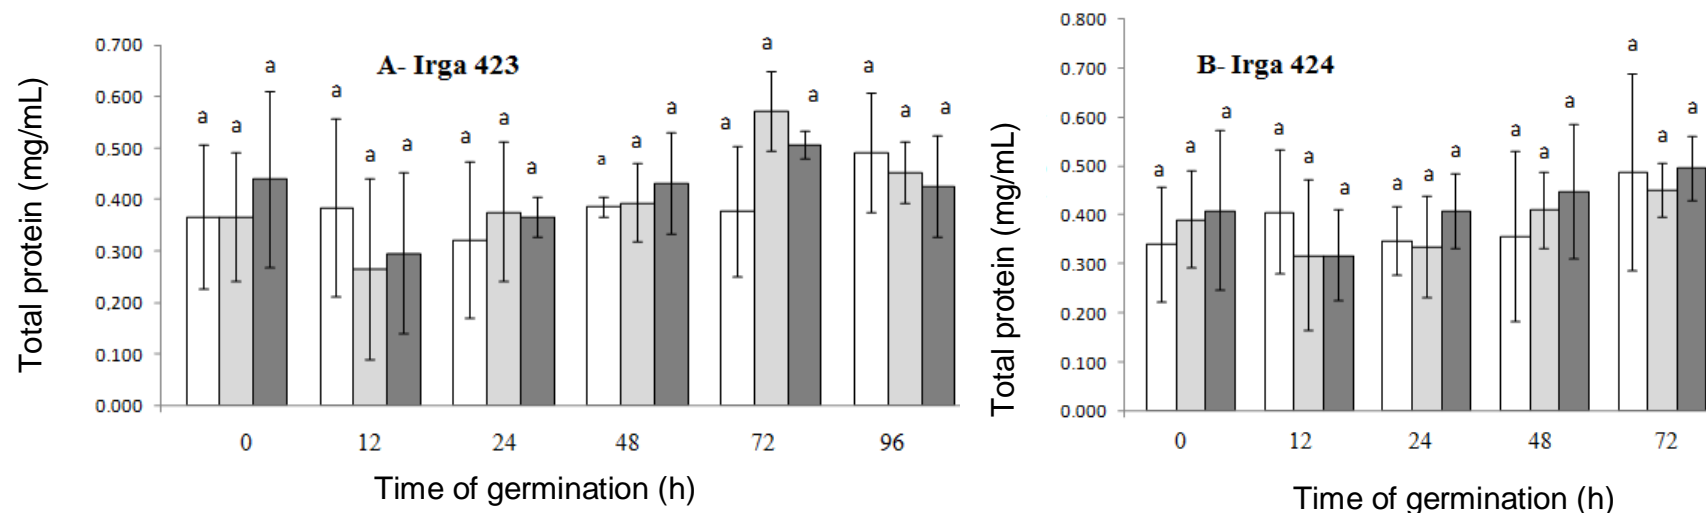 A- Irga 423
Total protein (mg/mL)
0.700
0.600
0.500
0.400
0.300
0,200
0.100
0.000
a a a a a a a a a a a a a a a a a a
0 12 24 48 72 96
Time of germination (h)
B- Irga 424
Total protein (mg/mL)
0.800
0.700
0.600
0.500
0.400
0.300
0.200
0.100
0.000
a a a a a a a a a a a a a a a
0 12 24 48 72
Time of germination (h)